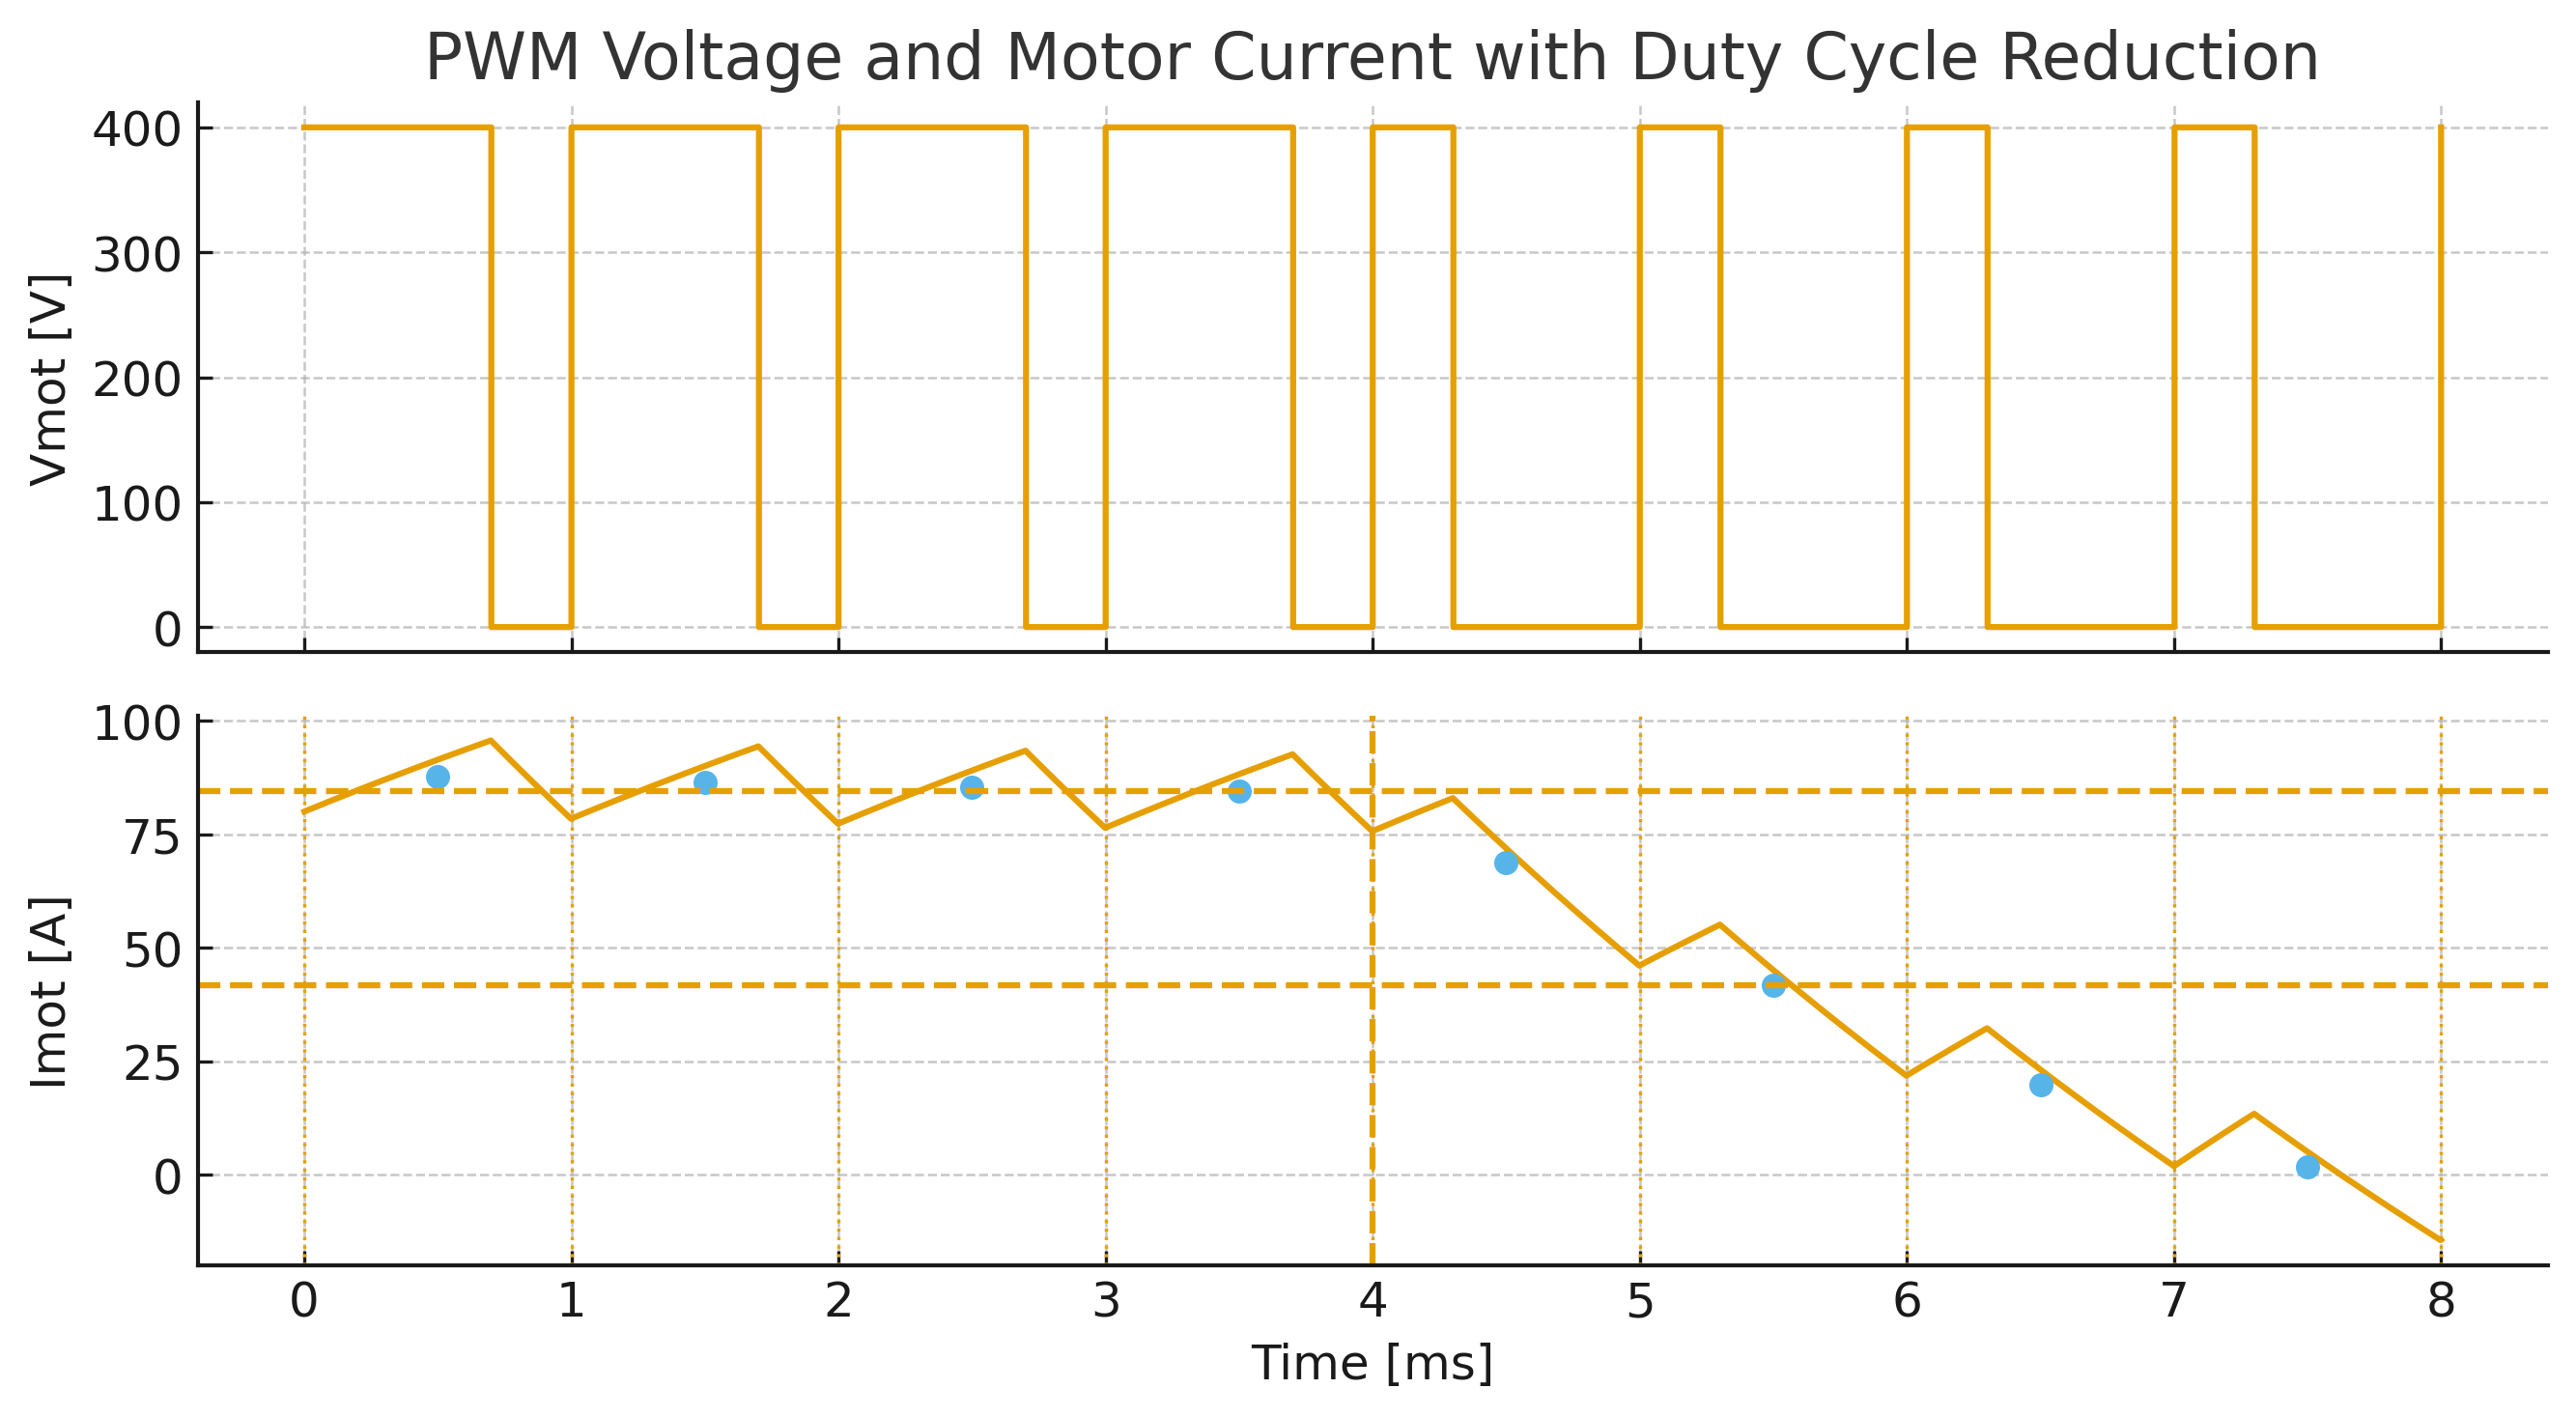 PWM Voltage and Motor Current with Duty Cycle Reduction
Vmot [V]
400
300
200
100
0
Imot [A]
100
75
50
25
0
0 1 2 3 4 5 6 7 8
Time [ms]